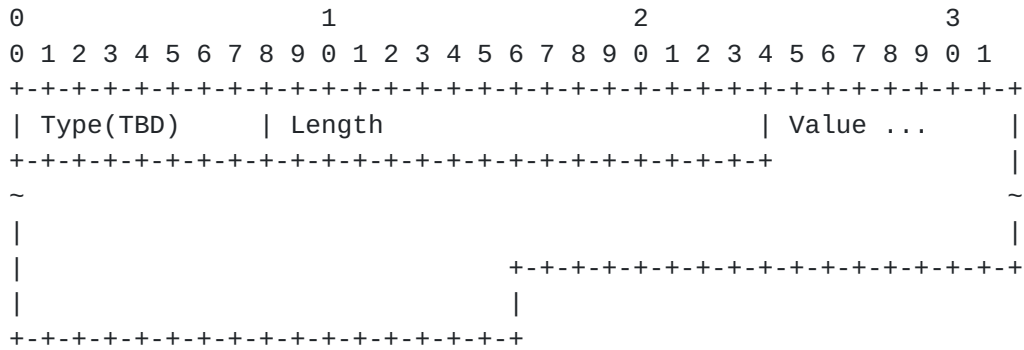 0                   1                   2                   3
0 1 2 3 4 5 6 7 8 9 0 1 2 3 4 5 6 7 8 9 0 1 2 3 4 5 6 7 8 9 0 1
+-+-+-+-+-+-+-+-+-+-+-+-+-+-+-+-+-+-+-+-+-+-+-+-+-+-+-+-+-+-+-+-+
| Type(TBD)     | Length                        | Value ...     |
+-+-+-+-+-+-+-+-+-+-+-+-+-+-+-+-+-+-+-+-+-+-+-+-+               |
~                                                               ~
|                                                               |
|                               +-+-+-+-+-+-+-+-+-+-+-+-+-+-+-+-+
|                               |
+-+-+-+-+-+-+-+-+-+-+-+-+-+-+-+-+